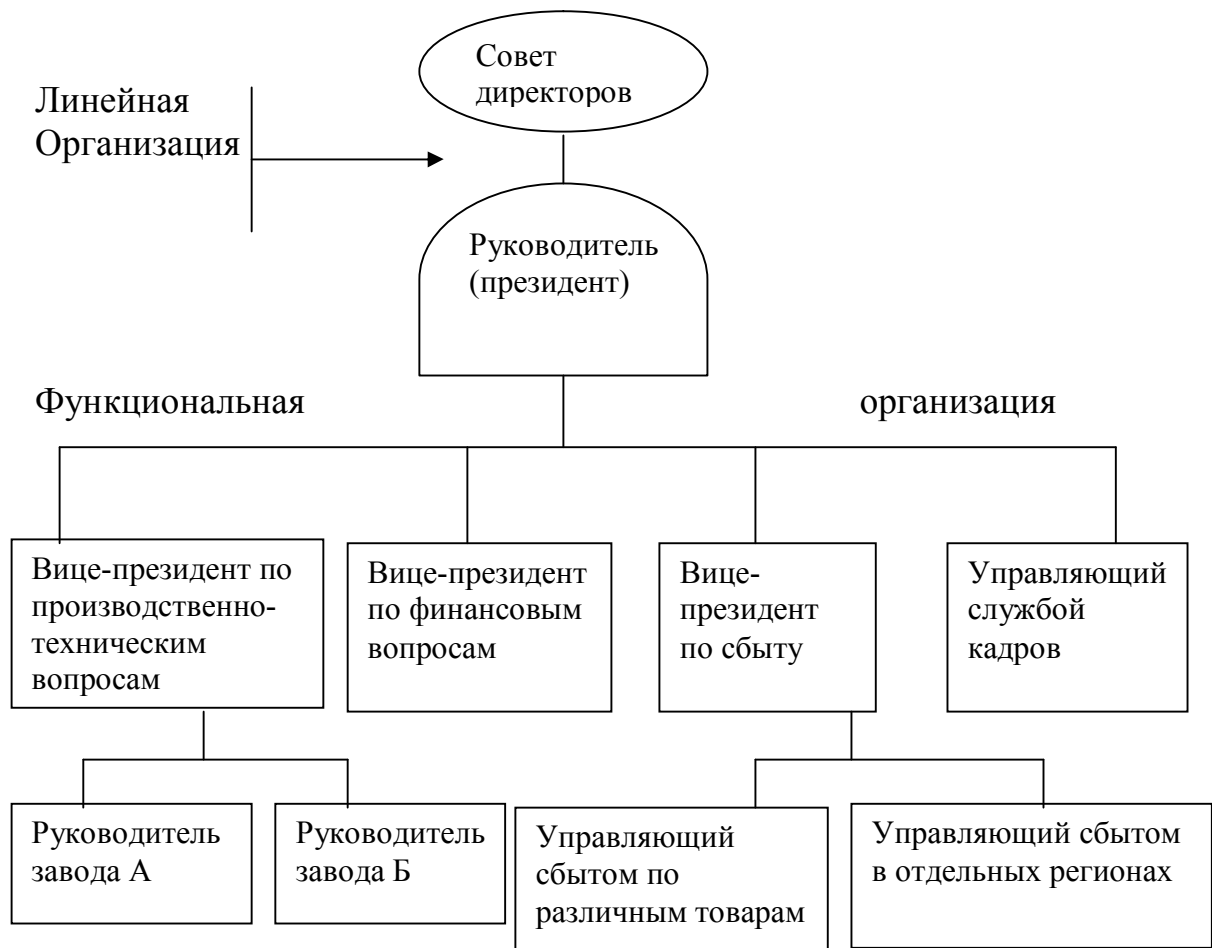 Совет
директоров
Линейная
Организация
Руководитель
(президент)
Функциональная организация
Вице-президент по
производственно-
техническим
вопросам
Вице-президент
по финансовым
вопросам
Вице-
президент
по сбыту
Управляющий
службой
кадров
Руководитель
завода А
Руководитель
завода Б
Управляющий
сбытом по
различным товарам
Управляющий сбытом
в отдельных регионах